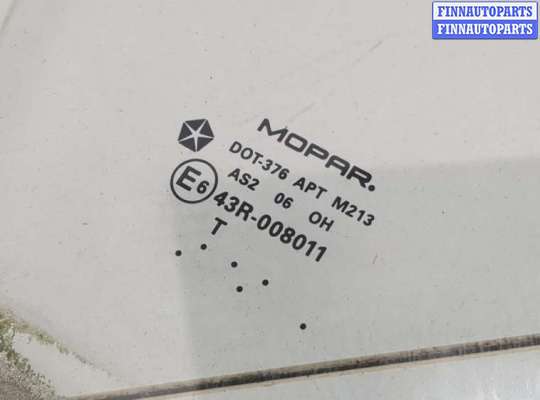 FINNAUTOPARTS
FINNAUTOPARTS
MOPAR.
DOT-376 APT M213
AS2 06 OH
E6 43R-008011
T